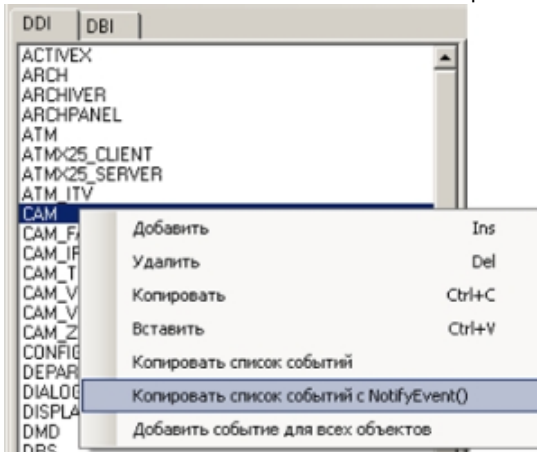 DDI DBI
ACTIVEX
ARCH
ARCHIVER
ARCHPANEL
ATM
ATMX25_CLIENT
ATMX25_SERVER
ATM_ITV
CAM
Добавить Ins
Удалить Del
Копировать Ctrl+C
Вставить Ctrl+V
Копировать список событий
Копировать список событий с NotifyEvent()
Добавить событие для всех объектов
DMD